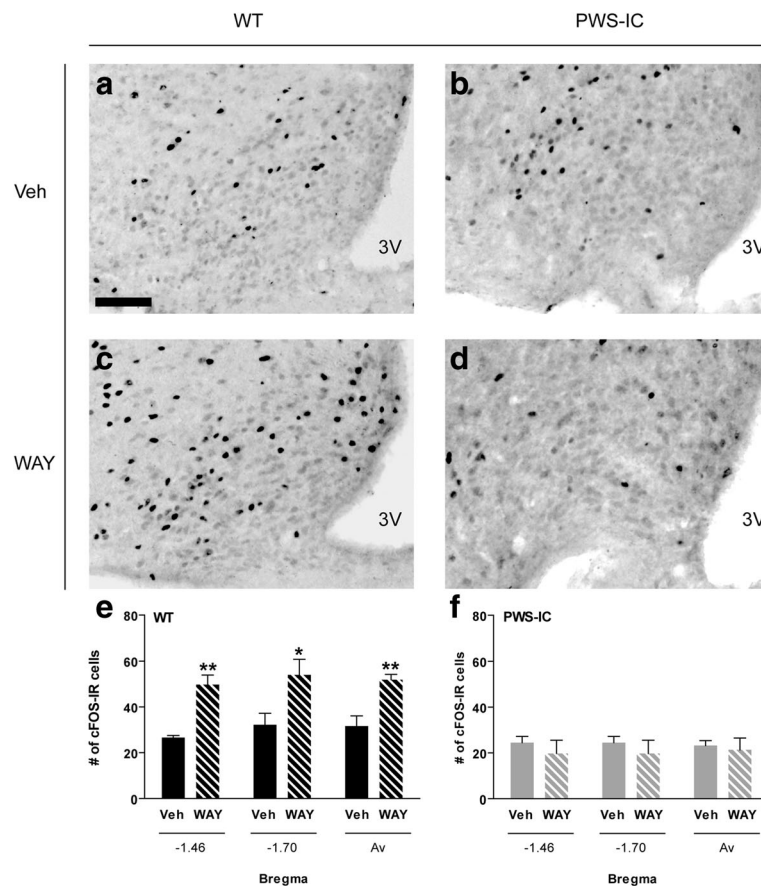 WT PWS-IC
a b
Veh
3V 3V
c d
WAY
3V 3V
e f
WT PWS-IC
# of cFOS-IR cells
80
60
40
20
0
** * **
Veh WAY Veh WAY Veh WAY
-1.46 -1.70 Av
Bregma
# of cFOS-IR cells
80
60
40
20
0
Veh WAY Veh WAY Veh WAY
-1.46 -1.70 Av
Bregma